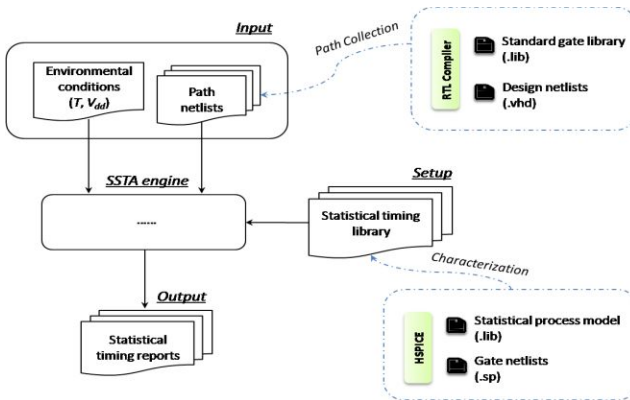 Input
Environmental
conditions
(T, Vdd)
Path
netlists
Path Collection
RTL Compiler
Standard gate library
(.lib)
Design netlists
(.vhd)
SSTA engine
......
Setup
Statistical timing
library
Characterization
HSPICE
Statistical process model
(.lib)
Gate netlists
(.sp)
Output
Statistical
timing reports